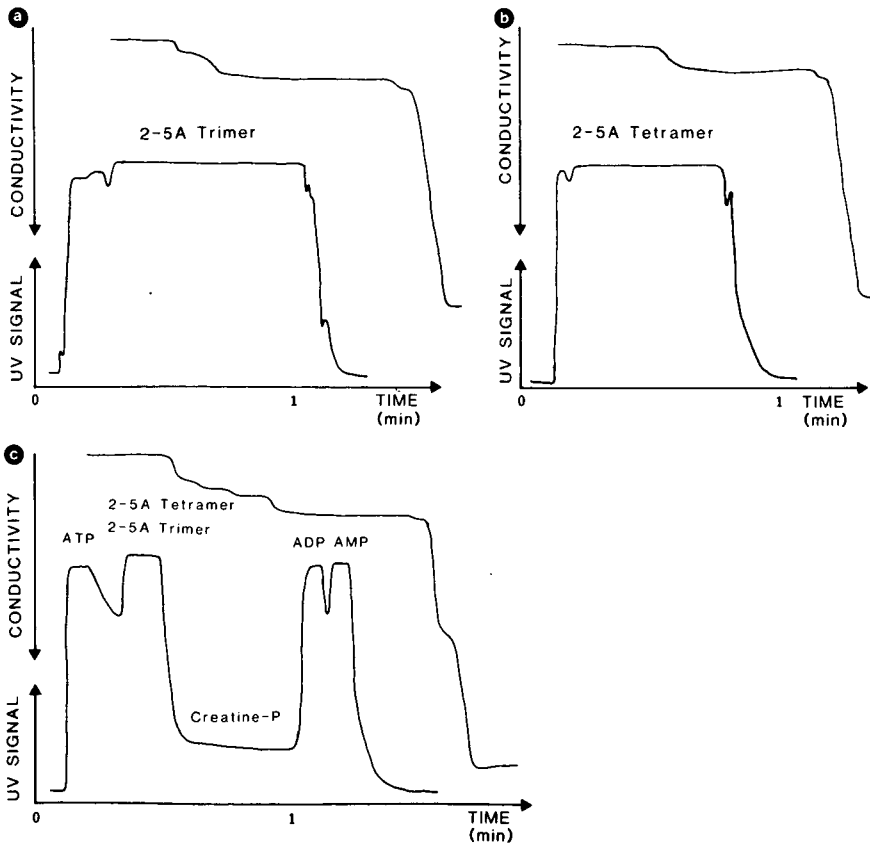 a
CONDUCTIVITY
UV SIGNAL
2-5A Trimer
0
1
TIME
(min)
b
CONDUCTIVITY
UV SIGNAL
2-5A Tetramer
0
1
TIME
(min)
c
CONDUCTIVITY
UV SIGNAL
2-5A Tetramer
2-5A Trimer
ATP
ADP AMP
Creatine-P
0
1
TIME
(min)